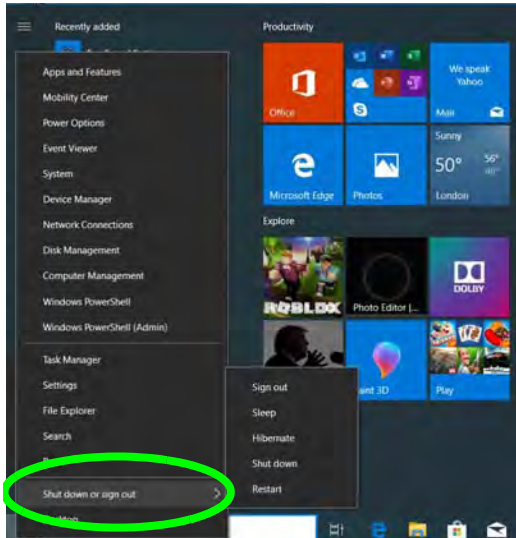 Recently added
Productivity
Office
We speak
Yahoo
Mail
Microsoft Edge
Photos
Sunny
50°
56°
London
Explore
ROBLOX
Photo Editor |...
DOLBY
aint 3D
Play
Apps and Features
Mobility Center
Power Options
Event Viewer
System
Device Manager
Network Connections
Disk Management
Computer Management
Windows PowerShell
Windows PowerShell (Admin)
Task Manager
Settings
File Explorer
Search
Shut down or sign out
Desktop
Sign out
Sleep
Hibernate
Shut down
Restart